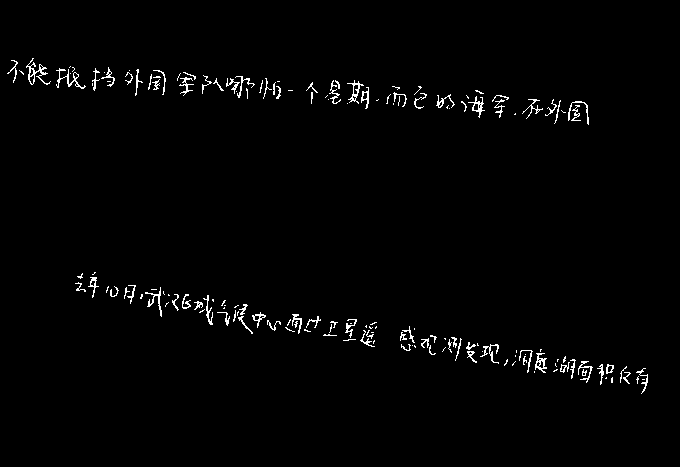 不能抵挡外国军队哪怕一个星期.而它的海军.在外国
去年10月,武汉区域气候中心通过卫星遥感观测发现,洞庭湖面积仅有